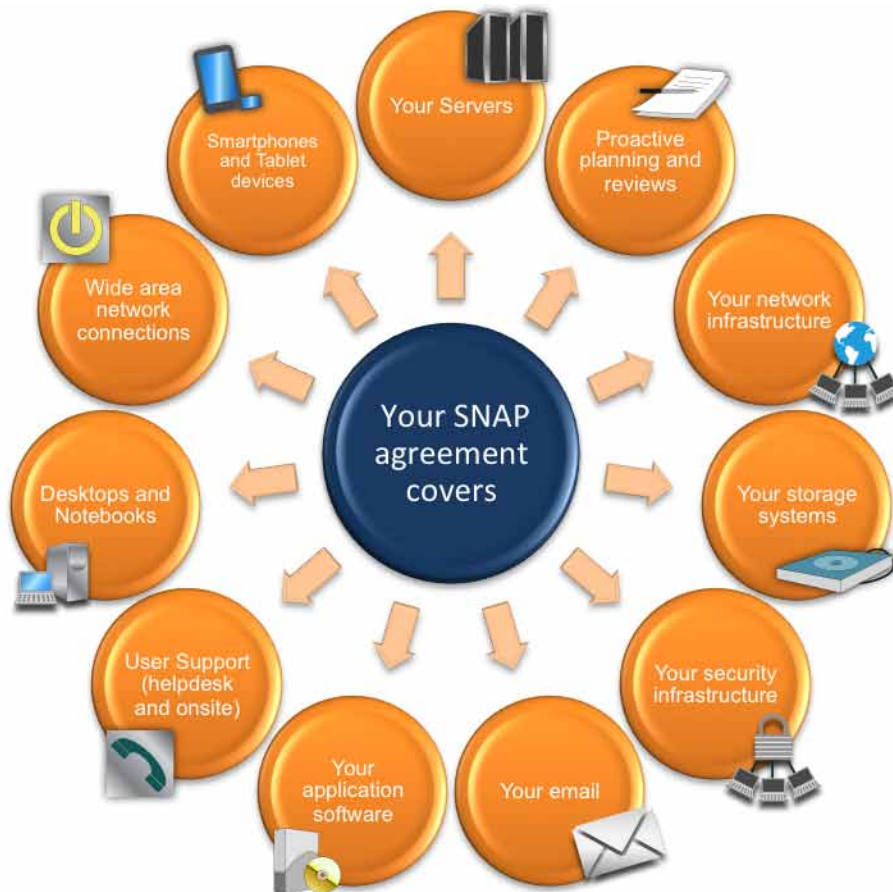 Your SNAP
agreement
covers
Your Servers
Proactive
planning and
reviews
Your network
infrastructure
Your storage
systems
Your security
infrastructure
Your email
Your
application
software
User Support
(helpdesk
and onsite)
Desktops and
Notebooks
Wide area
network
connections
Smartphones
and Tablet
devices